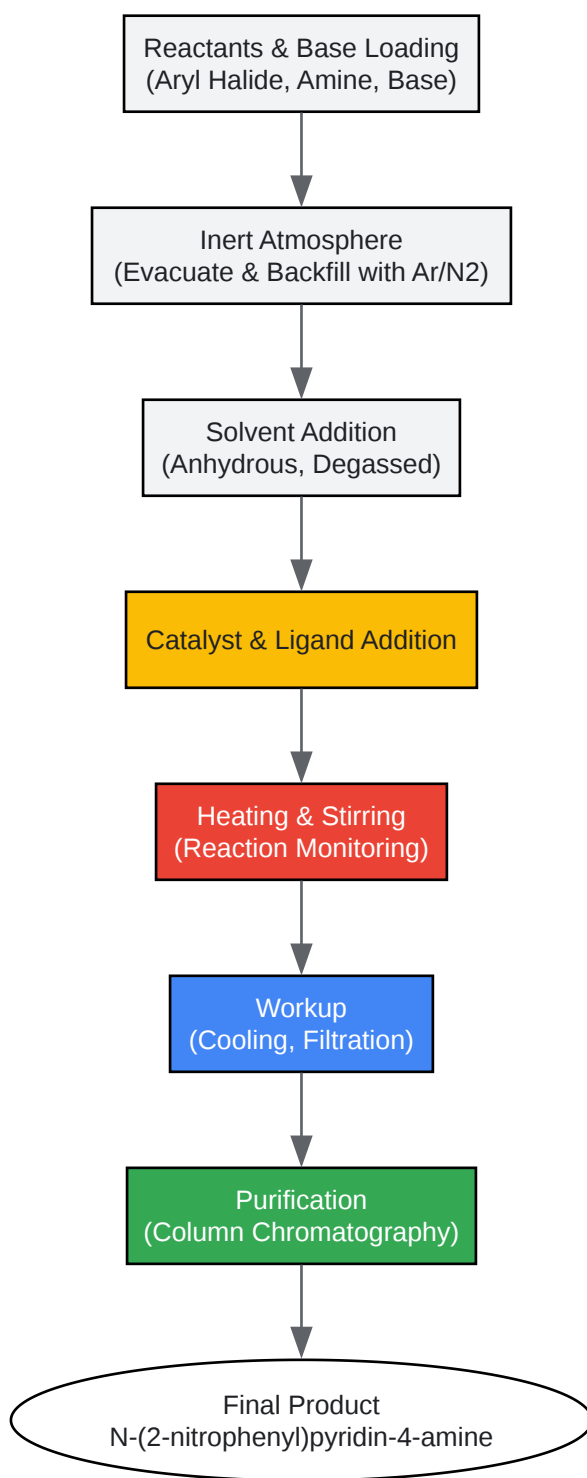 Reactants & Base Loading
(Aryl Halide, Amine, Base)
Inert Atmosphere
(Evacuate & Backfill with Ar/N2)
Solvent Addition
(Anhydrous, Degassed)
Catalyst & Ligand Addition
Heating & Stirring
(Reaction Monitoring)
Workup
(Cooling, Filtration)
Purification
(Column Chromatography)
Final Product
N-(2-nitrophenyl)pyridin-4-amine